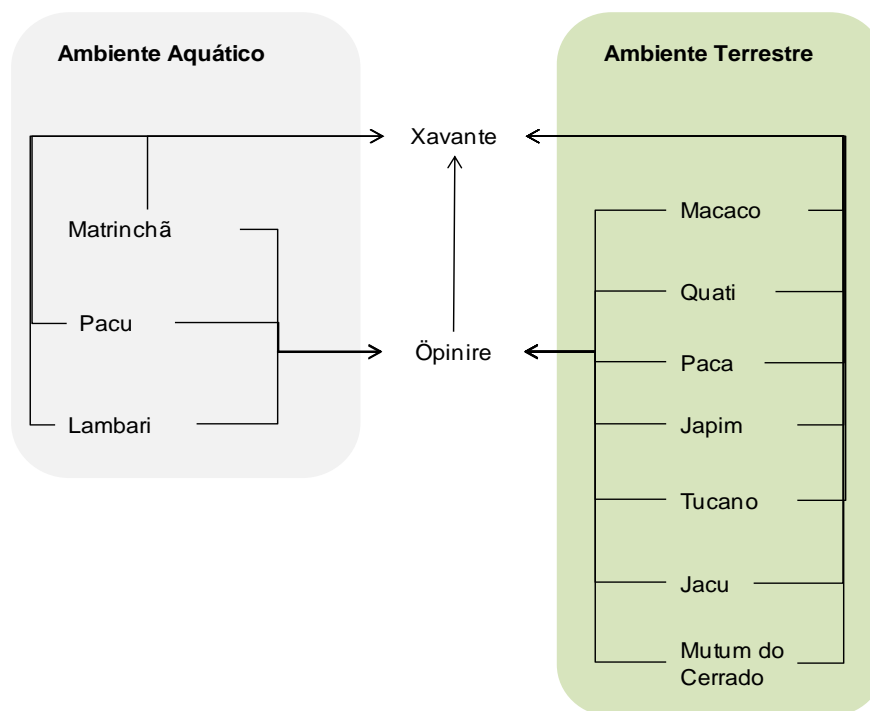 Ambiente Aquático
Ambiente Terrestre
Xavante
Macaco
Matrinchã
Quati
Pacu
Öpinire
Paca
Lambari
Japim
Tucano
Jacu
Mutum do
Cerrado